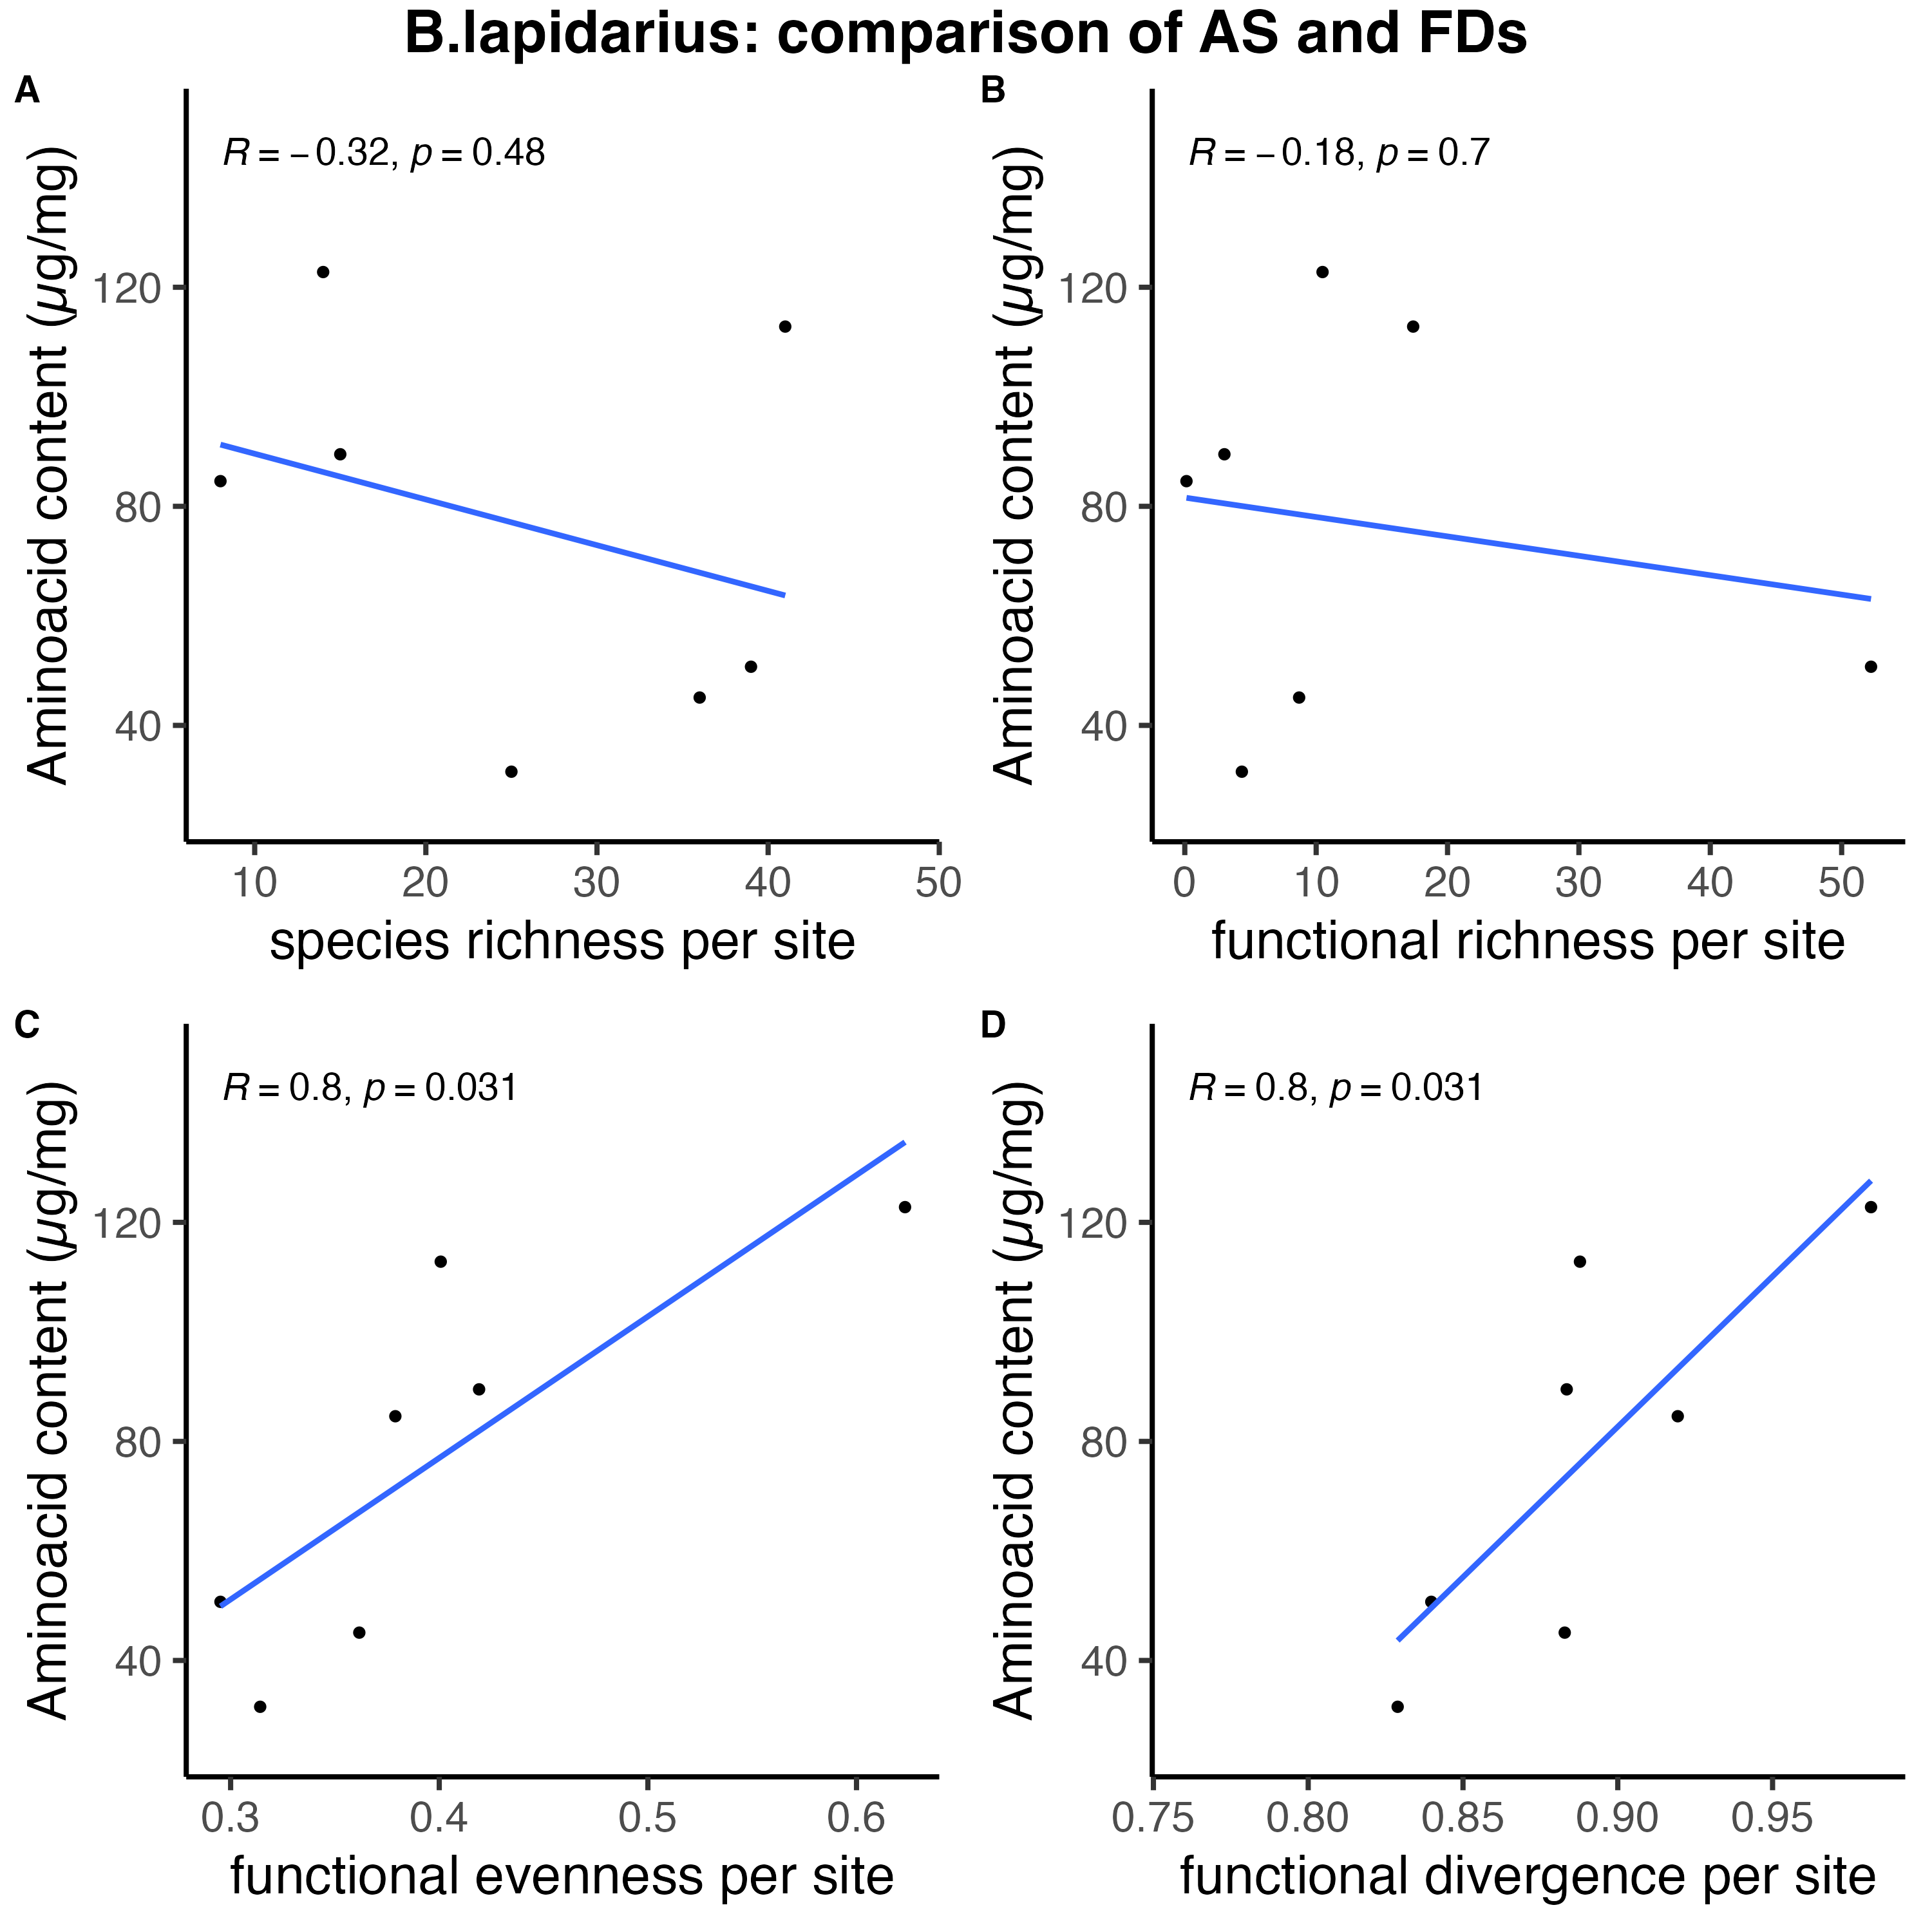 B.lapidarius: comparison of AS and FDs
A
R = −0.32, p = 0.48
Aminoacid content (µg/mg)
120
80
40
10 20 30 40 50
species richness per site
B
R = −0.18, p = 0.7
Aminoacid content (µg/mg)
120
80
40
0 10 20 30 40 50
functional richness per site
C
R = 0.8, p = 0.031
Aminoacid content (µg/mg)
120
80
40
0.3 0.4 0.5 0.6
functional evenness per site
D
R = 0.8, p = 0.031
Aminoacid content (µg/mg)
120
80
40
0.75 0.80 0.85 0.90 0.95
functional divergence per site